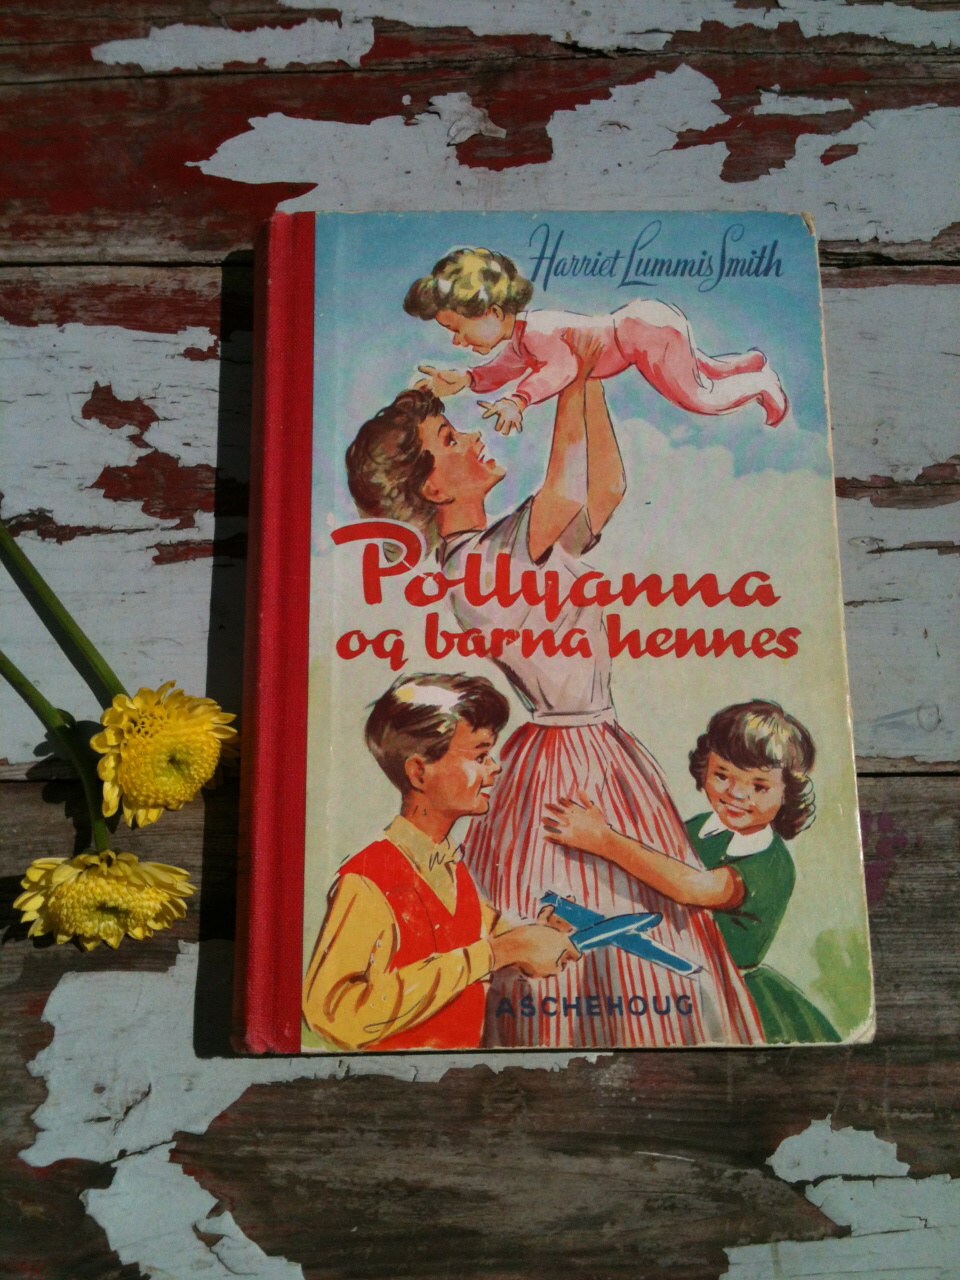 Harriet Lummis Smith
Pollyanna
og barna hennes
ASCHEHOUG